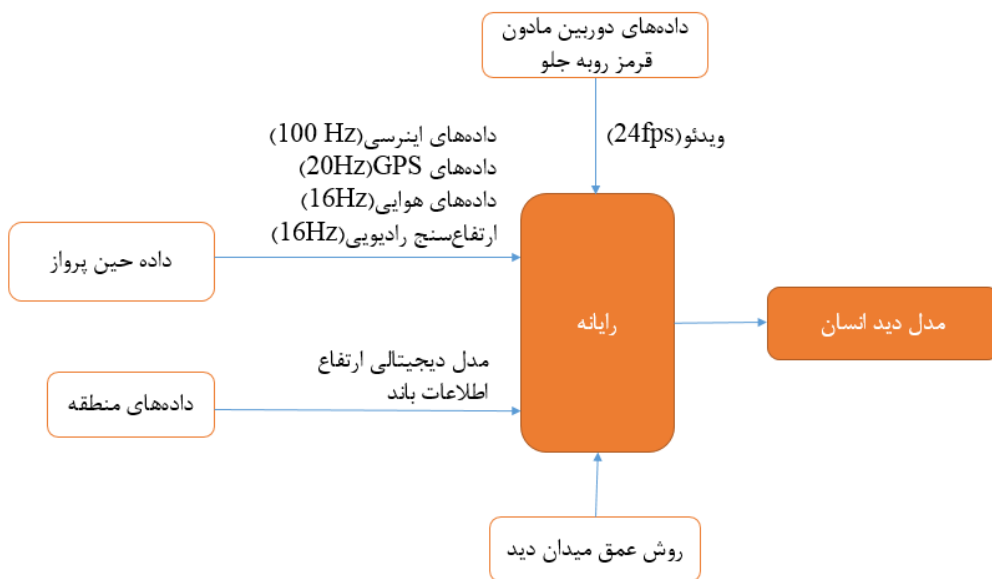 داده‌های دوربین مادون
قرمز روبه جلو
ویدئو(24fps)
داده‌های اینرسی(100 Hz)
داده‌های GPS(20Hz)
داده‌های هوایی(16Hz)
ارتفاع‌سنج رادیویی(16Hz)
داده حین پرواز
رایانه
مدل دید انسان
مدل دیجیتالی ارتفاع
اطلاعات باند
داده‌های منطقه
روش عمق میدان دید